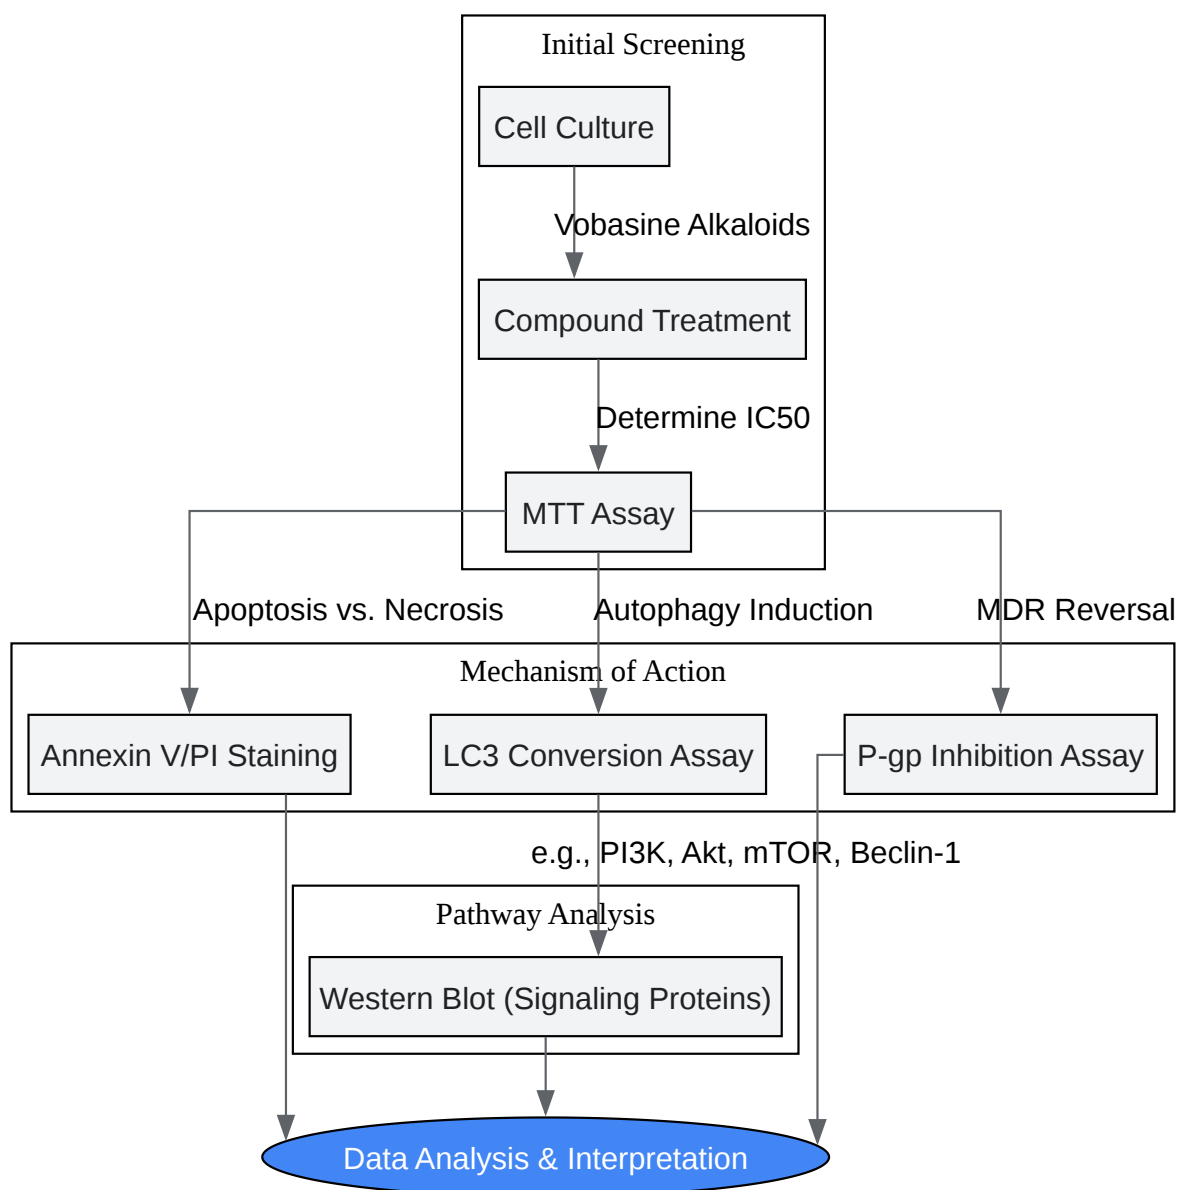 Initial Screening
Cell Culture
Vobasine Alkaloids
Compound Treatment
Determine IC50
MTT Assay
Apoptosis vs. Necrosis
Autophagy Induction
MDR Reversal
Mechanism of Action
Annexin V/PI Staining
LC3 Conversion Assay
P-gp Inhibition Assay
e.g., PI3K, Akt, mTOR, Beclin-1
Pathway Analysis
Western Blot (Signaling Proteins)
Data Analysis & Interpretation